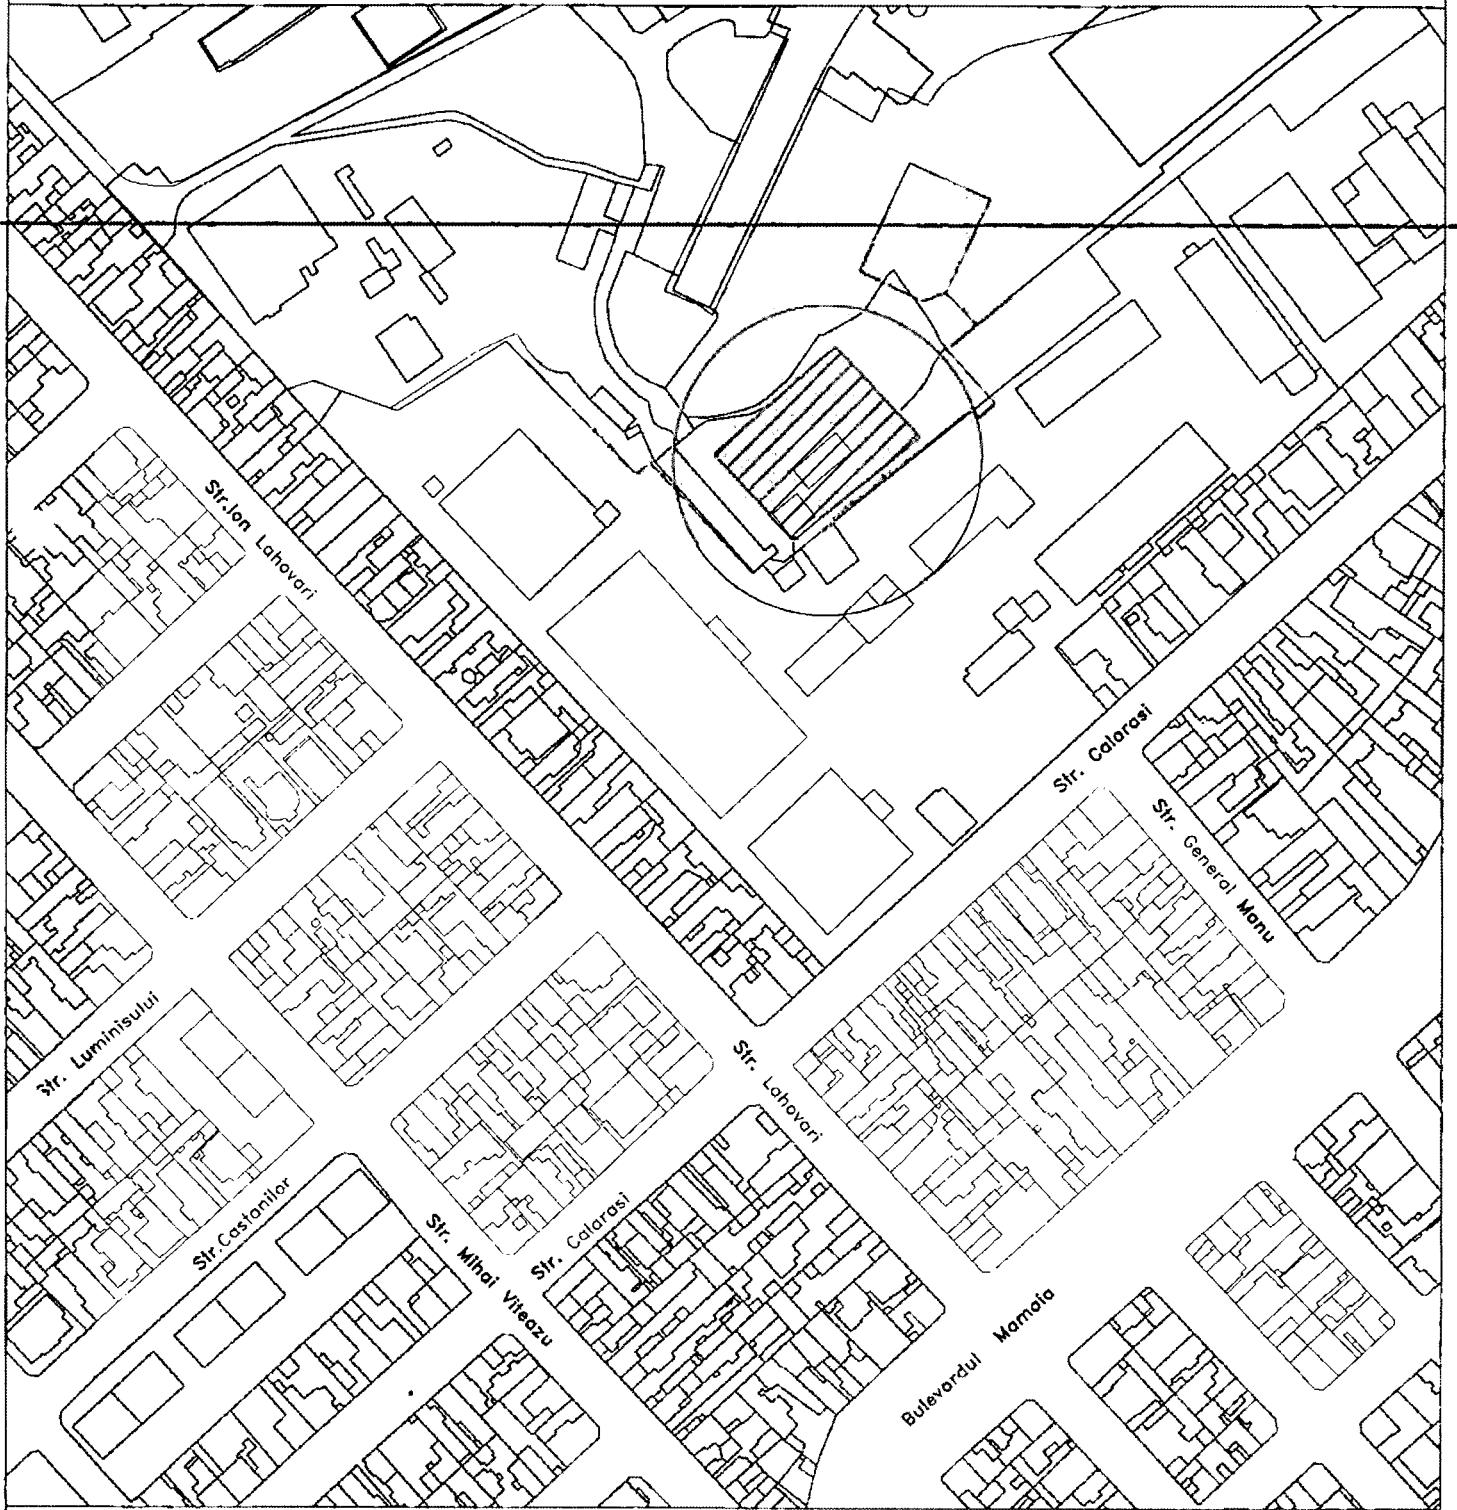 Str.Ion Lahovari
Str. Calarasi
Str. General Manu
Str. Luminisului
Str. Lahovari
Str.Castanilor
Str. Calarasi
Str. Mihai Viteazu
Bulevardul Mamaia